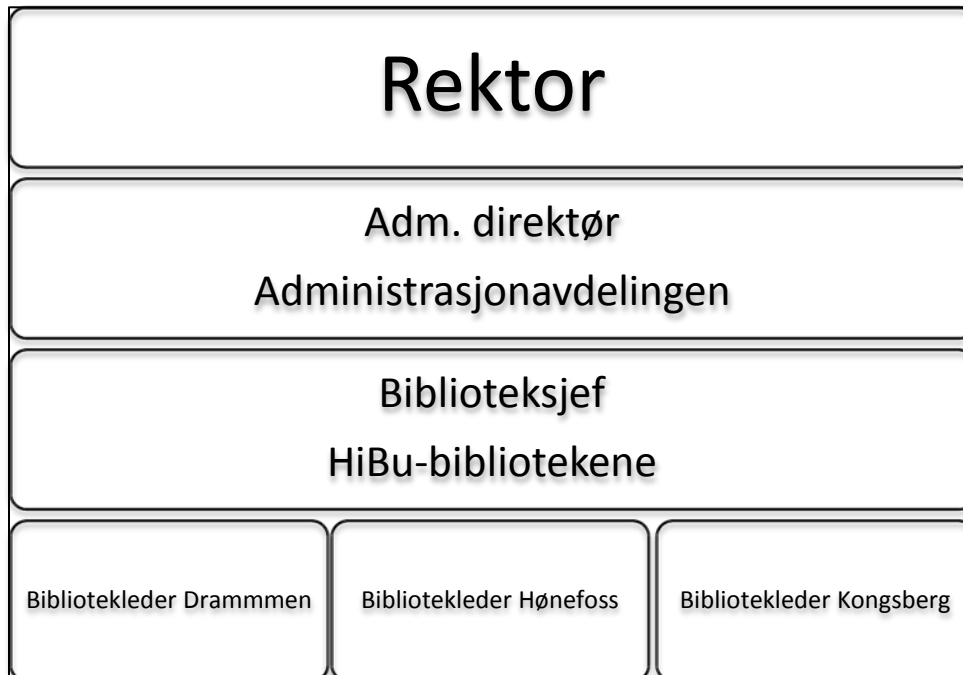 Rektor
Adm. direktør
Administrasjonavdelingen
Biblioteksjef
HiBu-bibliotekene
Bibliotekleder Drammmen
Bibliotekleder Hønefoss
Bibliotekleder Kongsberg